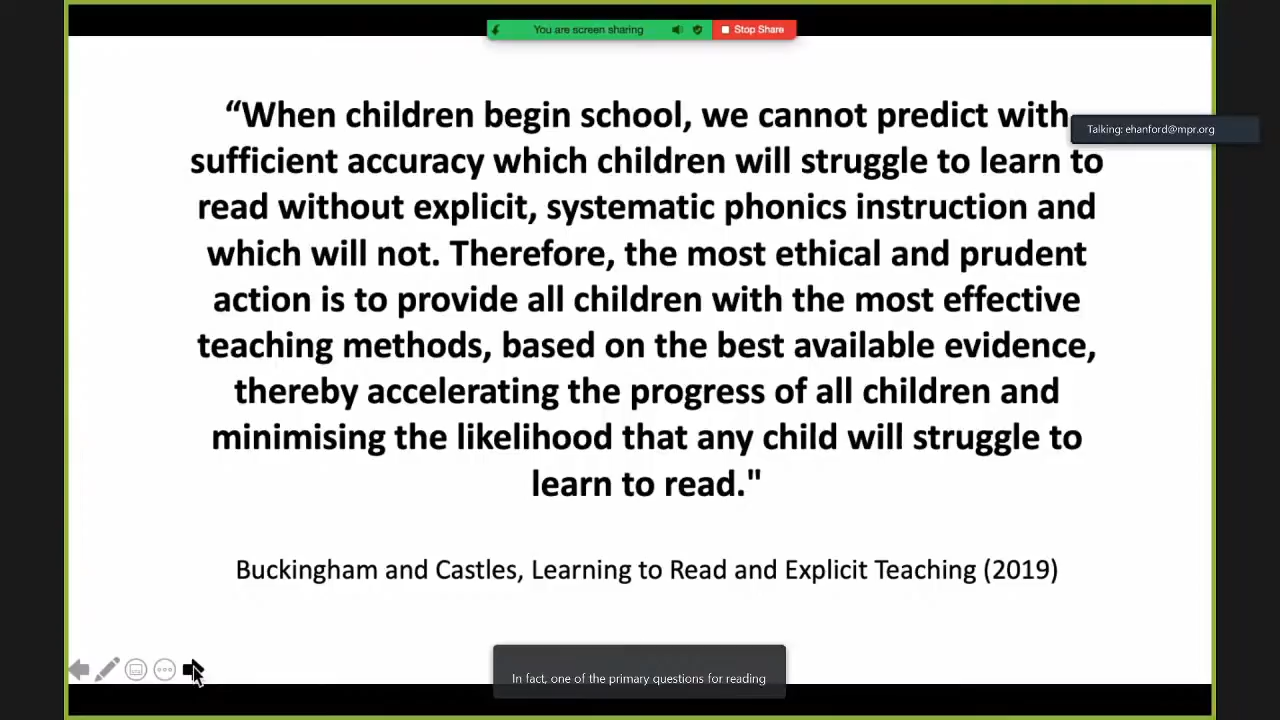 You are screen sharing
Stop Share
“When children begin school, we cannot predict with
Talking: ehanford@mpr.org
sufficient accuracy which children will struggle to learn to
read without explicit, systematic phonics instruction and
which will not. Therefore, the most ethical and prudent
action is to provide all children with the most effective
teaching methods, based on the best available evidence,
thereby accelerating the progress of all children and
minimising the likelihood that any child will struggle to
learn to read."
Buckingham and Castles, Learning to Read and Explicit Teaching (2019)
In fact, one of the primary questions for reading